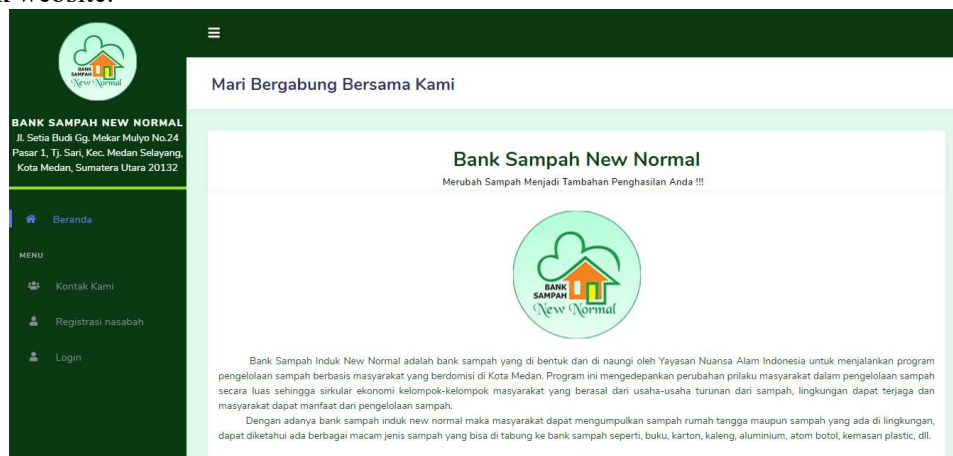 k website.
BANK
SAMPAH
New Normal
BANK SAMPAH NEW NORMAL
Jl. Setia Budi Gg. Mekar Mulyo No.24
Pasar 1, Tj. Sari, Kec. Medan Selayang,
Kota Medan, Sumatera Utara 20132
Beranda
MENU
Kontak Kami
Registrasi nasabah
Login
Mari Bergabung Bersama Kami
Bank Sampah New Normal
Merubah Sampah Menjadi Tambahan Penghasilan Anda !!!
BANK
SAMPAH
New Normal
Bank Sampah Induk New Normal adalah bank sampah yang di bentuk dan di naungi oleh Yayasan Nuansa Alam Indonesia untuk menjalankan program
pengelolaan sampah berbasis masyarakat yang berdomisi di Kota Medan. Program ini mengedepankan perubahan prilaku masyarakat dalam pengelolaan sampah
secara luas sehingga sirkular ekonomi kelompok-kelompok masyarakat yang berasal dari usaha-usaha turunan dari sampah, lingkungan dapat terjaga dan
masyarakat dapat manfaat dari pengelolaan sampah.
Dengan adanya bank sampah induk new normal maka masyarakat dapat mengumpulkan sampah rumah tangga maupun sampah yang ada di lingkungan,
dapat diketahui ada berbagai macam jenis sampah yang bisa di tabung ke bank sampah seperti, buku, karton, kaleng, aluminium, atom botol, kemasan plastic, dll.